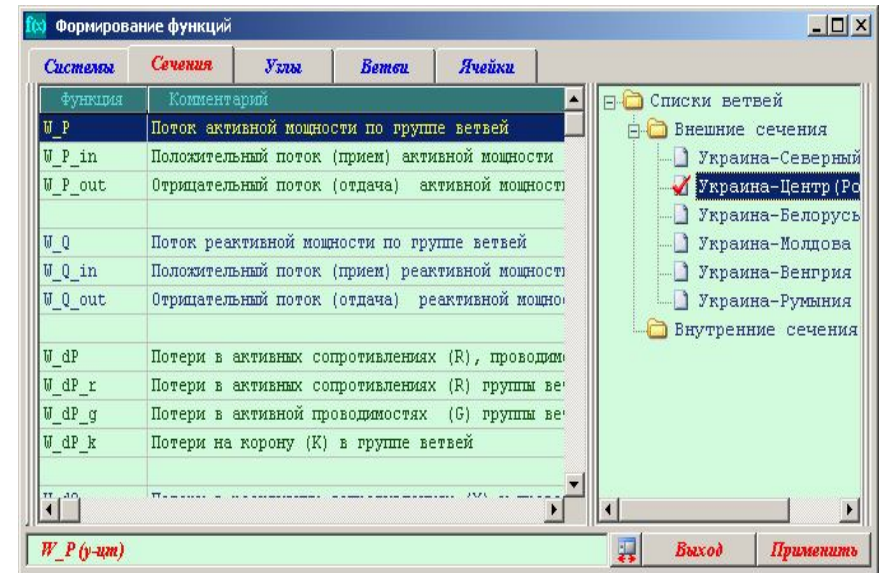 f(x) Формирование функций
Системы Сечения Узлы Ветви Ячейки
Функция Комментарий
W_P Поток активной мощности по группе ветвей
W_P_in Положительный поток (прием) активной мощности
W_P_out Отрицательный поток (отдача) активной мощности
W_Q Поток реактивной мощности по группе ветвей
W_Q_in Положительный поток (прием) реактивной мощности
W_Q_out Отрицательный поток (отдача) реактивной мощно
W_dP Потери в активных сопротивлениях (R), проводим
W_dP_r Потери в активных сопротивлениях (R) группы ве
W_dP_g Потери в активной проводимостях (G) группы ве
W_dP_k Потери на корону (K) в группе ветвей
Списки ветвей
Внешние сечения
Украина-Северный
Украина-Центр(Ро
Украина-Белорусь
Украина-Молдова
Украина-Венгрия
Украина-Румыния
Внутренние сечения
W_P(у-цт)
Выход Применить